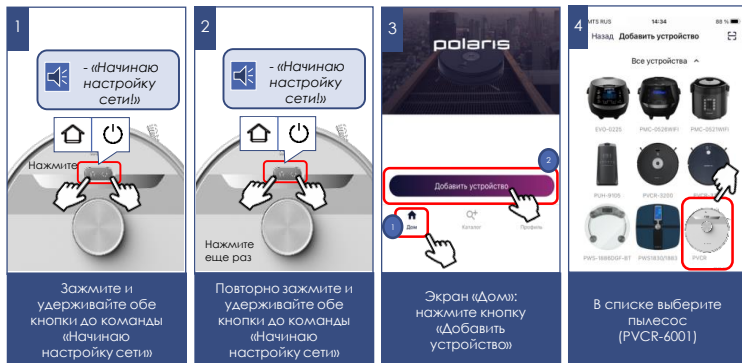 1
- «Начинаю
настройку
сети!»
Нажмите
Зажмите и
удерживайте обе
кнопки до команды
«Начинаю
настройку сети»
2
- «Начинаю
настройку
сети!»
Нажмите
еще раз
Повторно зажмите и
удерживайте обе
кнопки до команды
«Начинаю
настройку сети»
3
polaris
2
Добавить устройство
1
Дом
Каталог
Профиль
Экран «Дом»:
нажмите кнопку
«Добавить
устройство»
4
MTS RUS 14:34 88 %
Назад Добавить устройство
Все устройства
EVO-0225 PMC-0526WIFI PMC-0521WIFI
PUH-9105 PVCR-3200
PWS-1888DGF-BT PWS1830/1883 PVCR
В списке выберите
пылесос
(PVCR-6001)